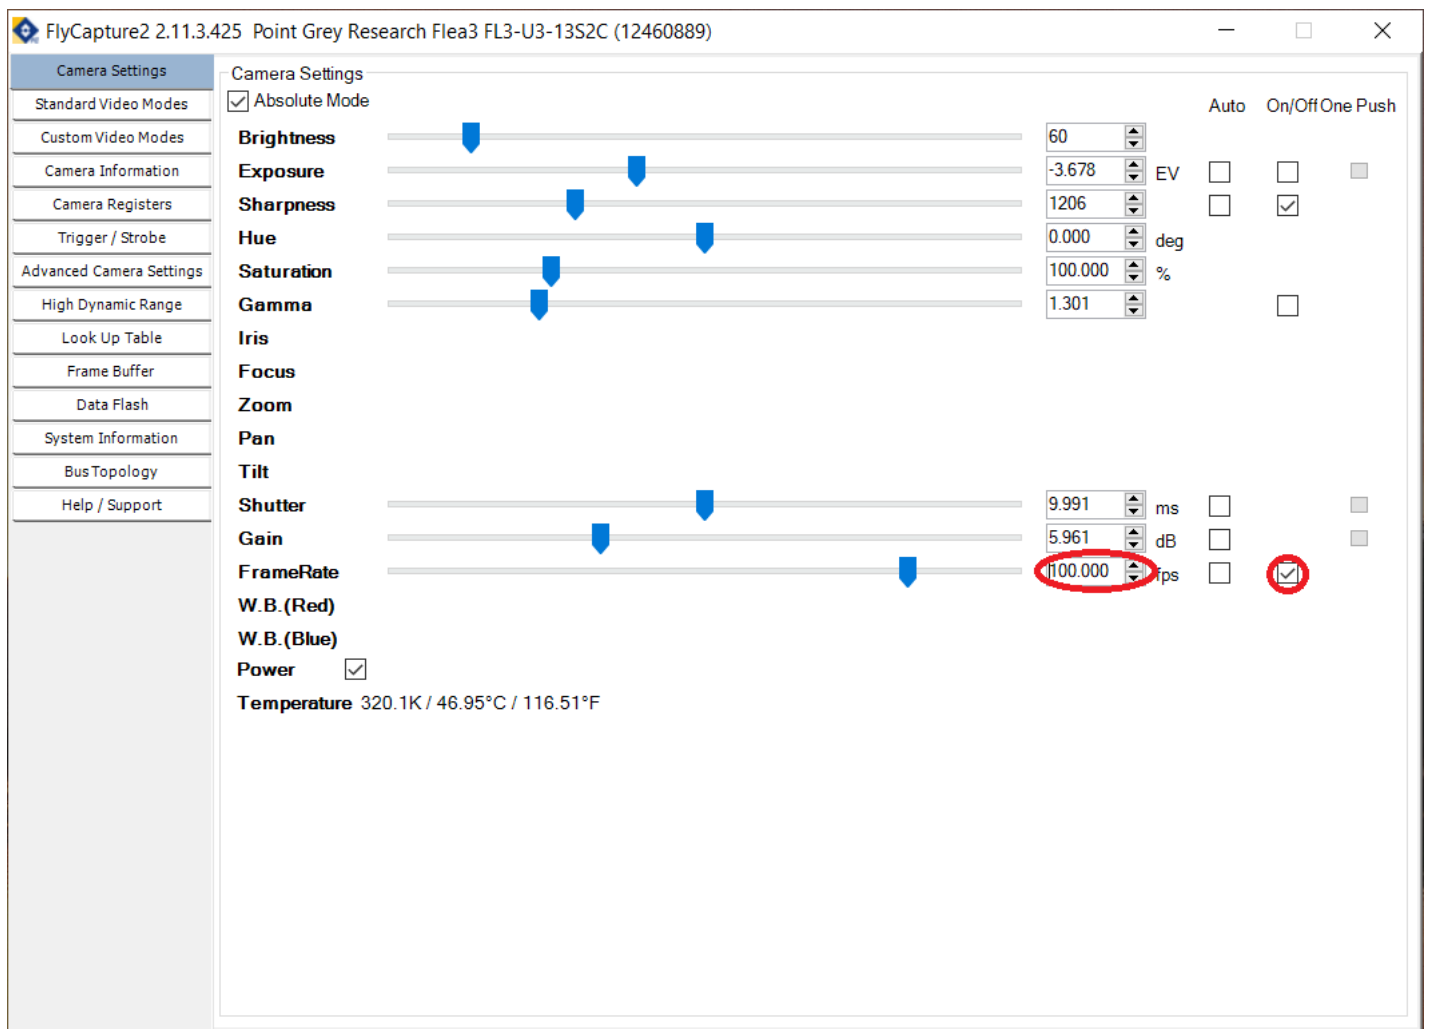 FlyCapture2 2.11.3.425 Point Grey Research Flea3 FL3-U3-13S2C (12460889)
Camera Settings
Standard Video Modes
Custom Video Modes
Camera Information
Camera Registers
Trigger / Strobe
Advanced Camera Settings
High Dynamic Range
Look Up Table
Frame Buffer
Data Flash
System Information
Bus Topology
Help / Support
Camera Settings
Absolute Mode
Auto On/Off One Push
Brightness 60
Exposure -3.678 EV
Sharpness 1206
Hue 0.000 deg
Saturation 100.000 %
Gamma 1.301
Iris
Focus
Zoom
Pan
Tilt
Shutter 9.991 ms
Gain 5.961 dB
FrameRate 100.000 fps
W.B.(Red)
W.B.(Blue)
Power
Temperature 320.1K / 46.95°C / 116.51°F